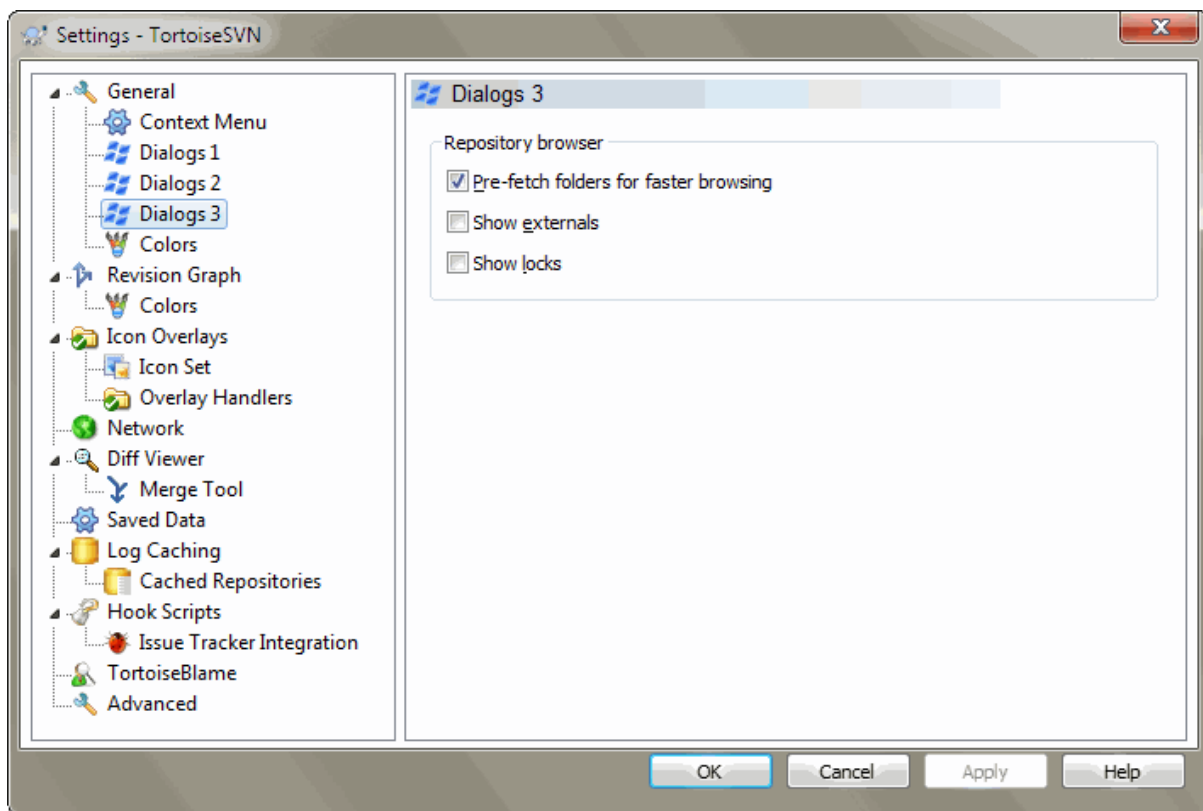 Settings - TortoiseSVN
General
Context Menu
Dialogs 1
Dialogs 2
Dialogs 3
Colors
Revision Graph
Colors
Icon Overlays
Icon Set
Overlay Handlers
Network
Diff Viewer
Merge Tool
Saved Data
Log Caching
Cached Repositories
Hook Scripts
Issue Tracker Integration
TortoiseBlame
Advanced
Dialogs 3
Repository browser
Pre-fetch folders for faster browsing
Show externals
Show locks
OK
Cancel
Apply
Help